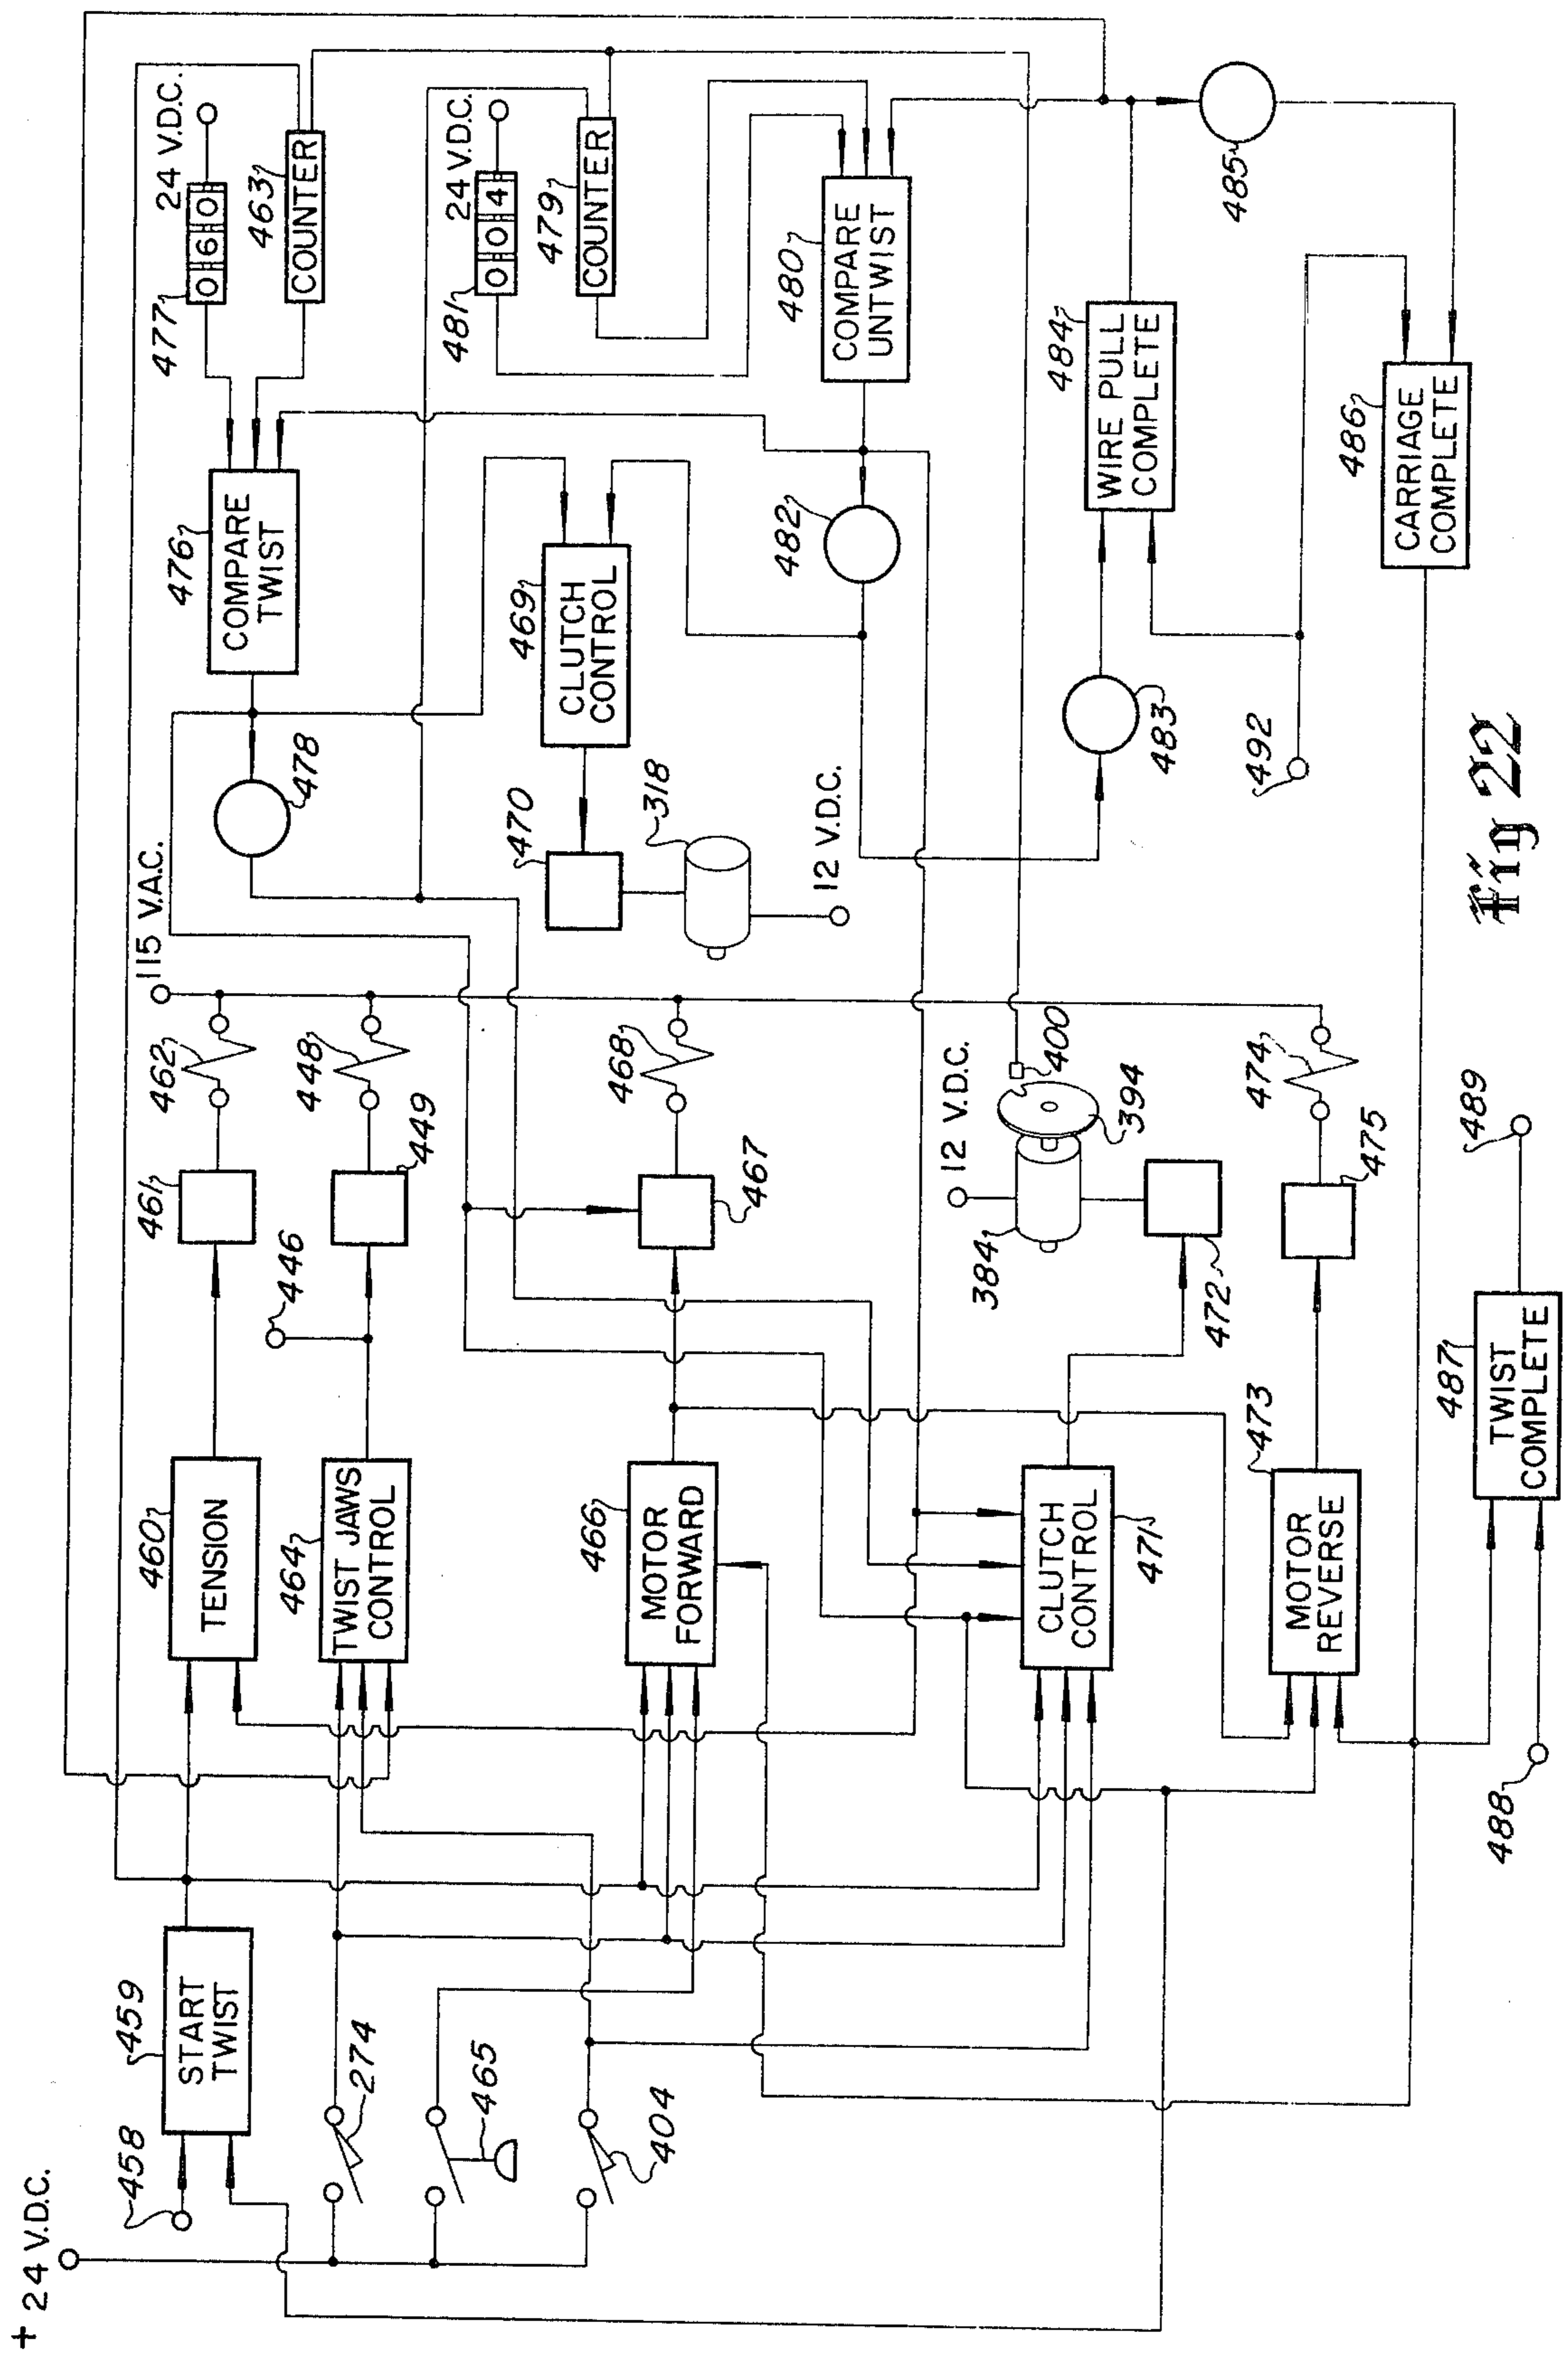 + 24 V.D.C.
458
459
START
TWIST
274
465
404
460
TENSION
464
TWIST JAWS
CONTROL
466
MOTOR
FORWARD
471
CLUTCH
CONTROL
473
MOTOR
REVERSE
487
TWIST
COMPLETE
488
489
461
462
446
449
448
467
468
115 V.A.C.
12 V.D.C.
384
394
400
472
474
475
478
476
COMPARE
TWIST
477
0 6 0
24 V.D.C.
463
COUNTER
470
469
CLUTCH
CONTROL
318
12 V.D.C.
481
0 0 4
24 V.D.C.
479
COUNTER
480
COMPARE
UNTWIST
482
483
484
WIRE PULL
COMPLETE
485
492
486
CARRIAGE
COMPLETE
Fig 22